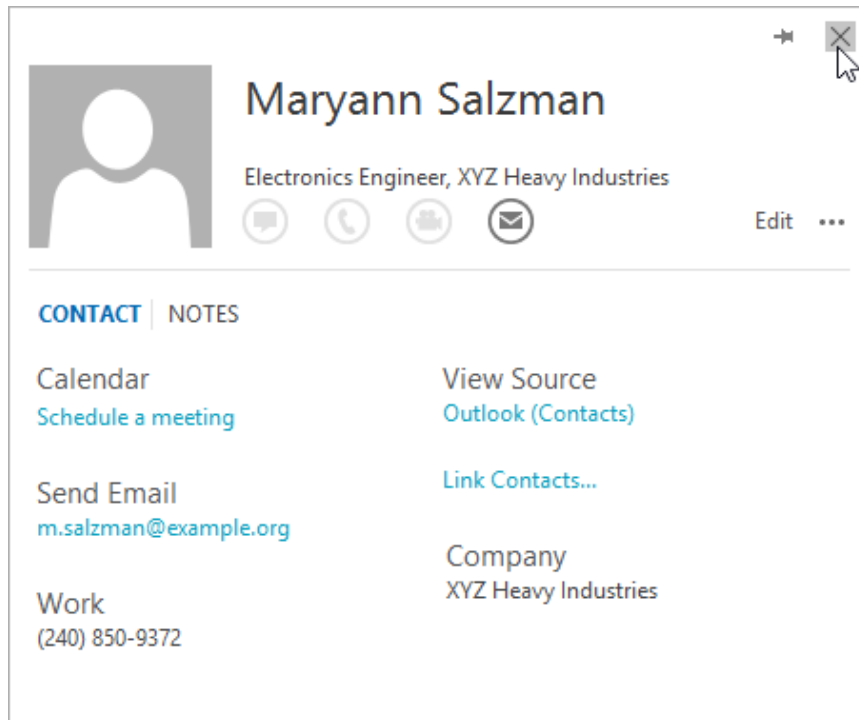 Maryann Salzman
Electronics Engineer, XYZ Heavy Industries
Edit
CONTACT NOTES
Calendar
Schedule a meeting
Send Email
m.salzman@example.org
Work
(240) 850-9372
View Source
Outlook (Contacts)
Link Contacts...
Company
XYZ Heavy Industries